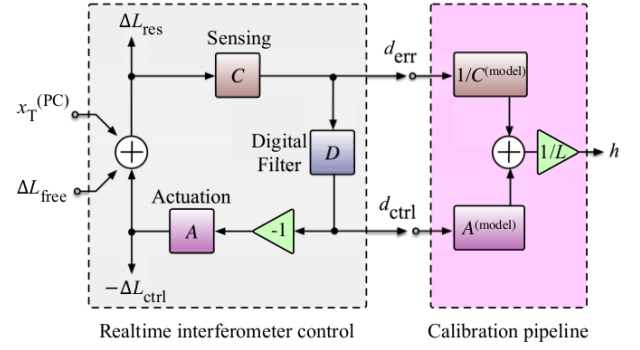 ΔL_res
Sensing
C
d_err
1/C^(model)
x_T^(PC)
Digital
Filter
D
1/L
h
ΔL_free
Actuation
A
-1
d_ctrl
A^(model)
−ΔL_ctrl
Realtime interferometer control
Calibration pipeline